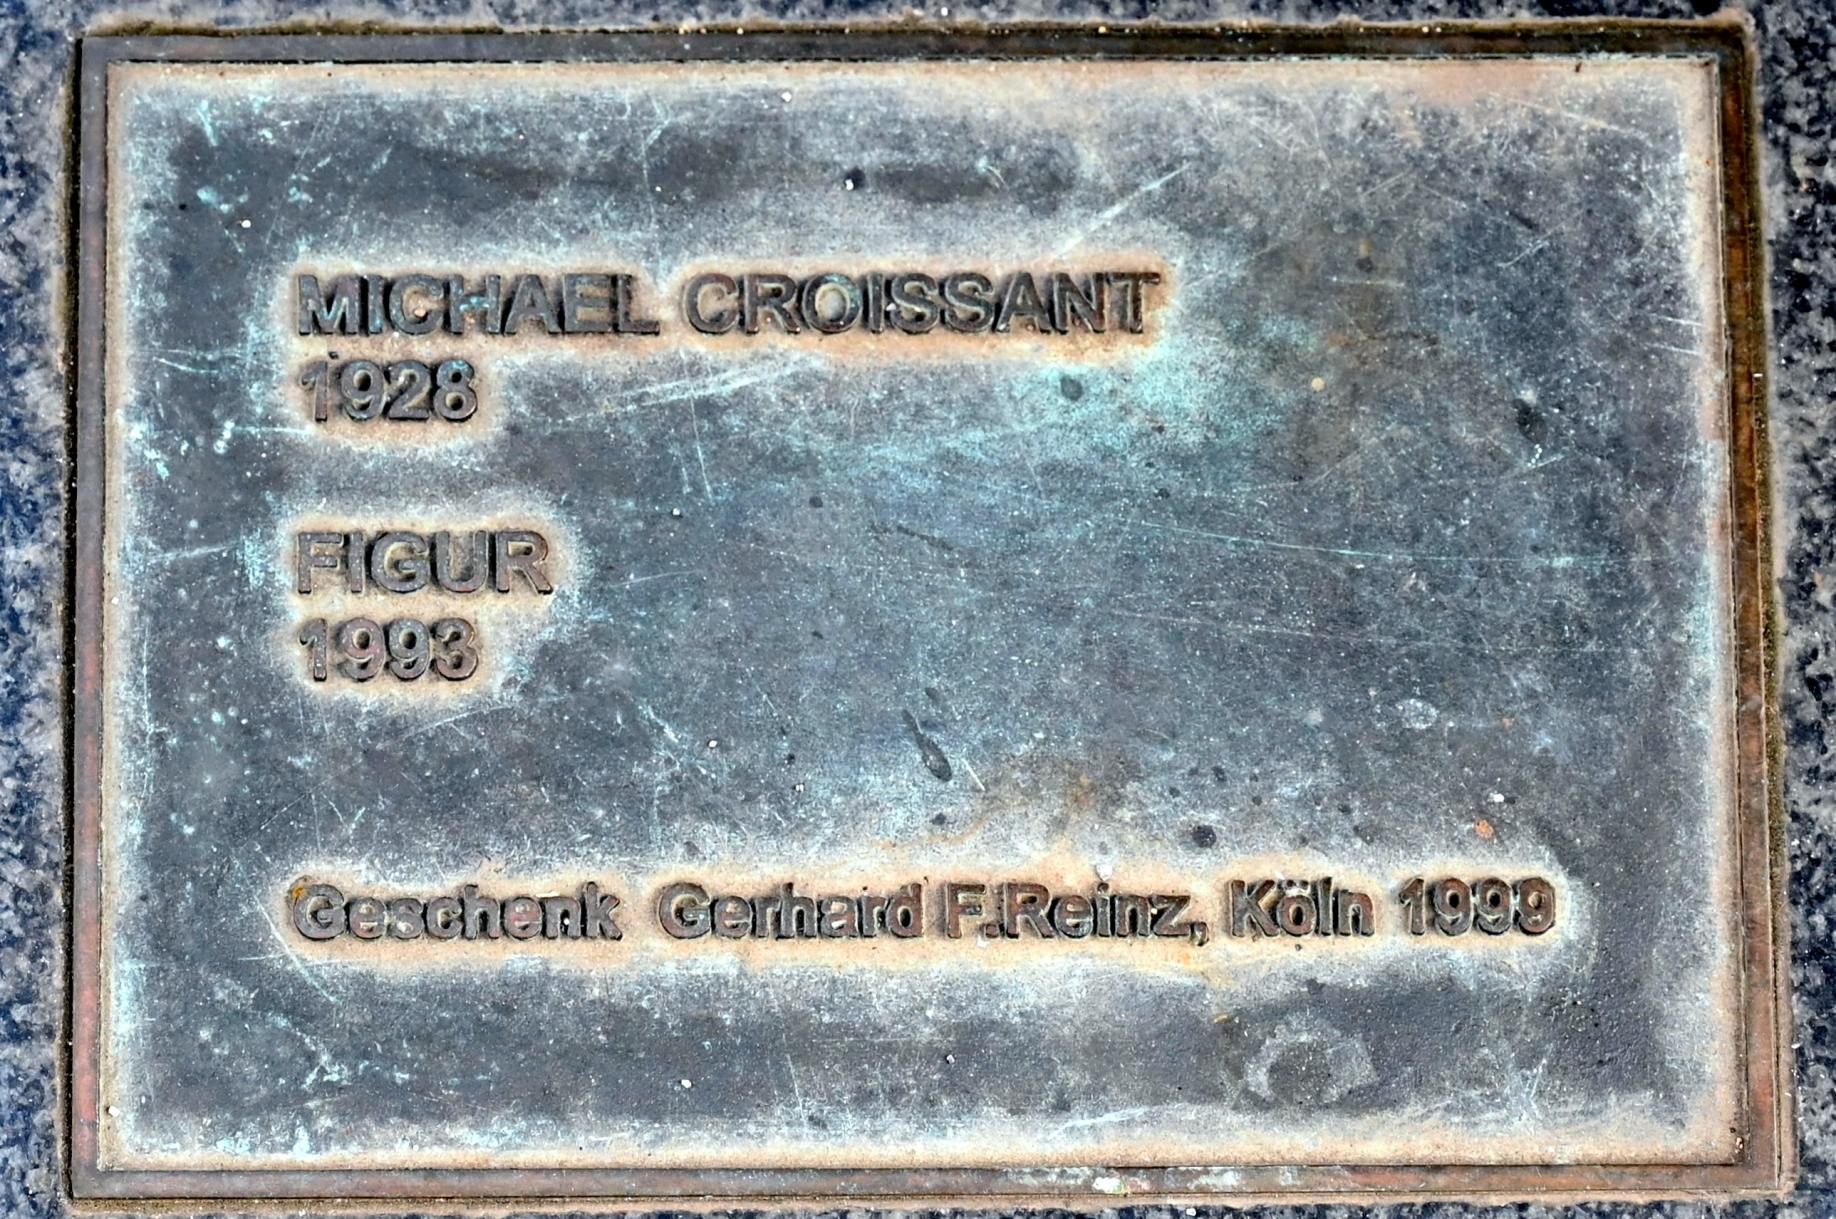 MICHAEL CROISSANT
1928
FIGUR
1993
Geschenk Gerhard F.Reinz, Köln 1999